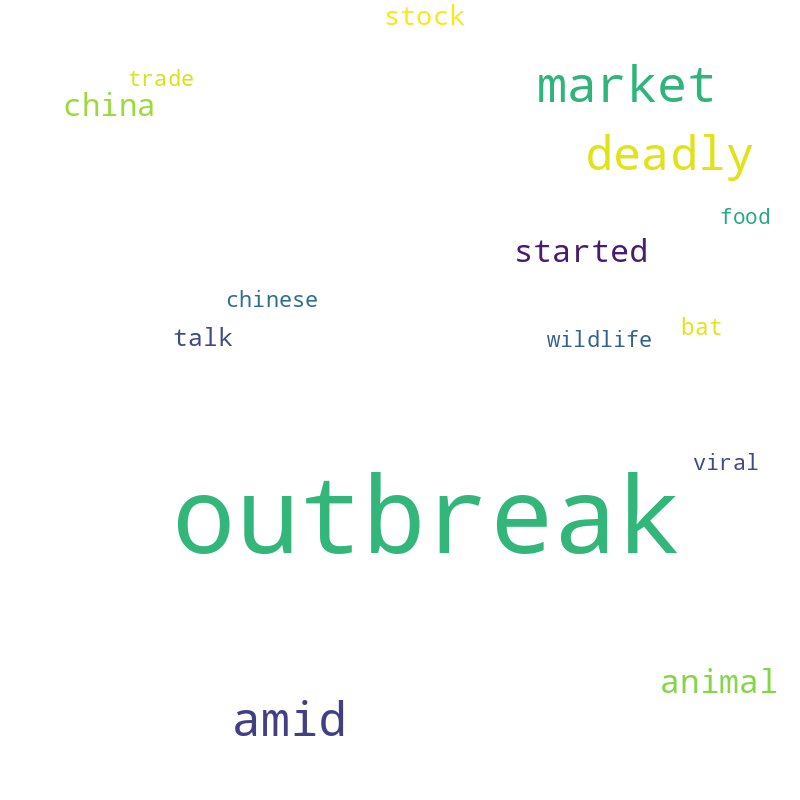 stock
trade
market
china
deadly
food
started
chinese
bat
talk
wildlife
viral
outbreak
animal
amid